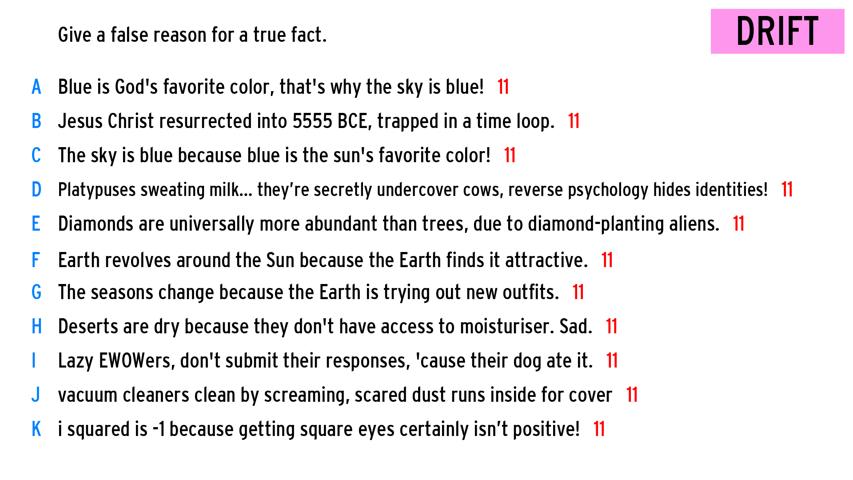 Give a false reason for a true fact.
DRIFT
A Blue is God's favorite color, that's why the sky is blue! 11
B Jesus Christ resurrected into 5555 BCE, trapped in a time loop. 11
C The sky is blue because blue is the sun's favorite color! 11
D Platypuses sweating milk... they’re secretly undercover cows, reverse psychology hides identities! 11
E Diamonds are universally more abundant than trees, due to diamond-planting aliens. 11
F Earth revolves around the Sun because the Earth finds it attractive. 11
G The seasons change because the Earth is trying out new outfits. 11
H Deserts are dry because they don't have access to moisturiser. Sad. 11
I Lazy EWOWers, don't submit their responses, 'cause their dog ate it. 11
J vacuum cleaners clean by screaming, scared dust runs inside for cover 11
K i squared is -1 because getting square eyes certainly isn’t positive! 11